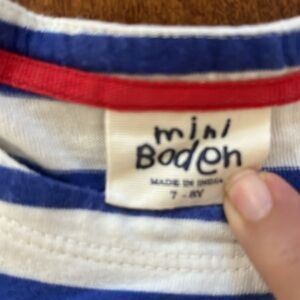 mini
Boden
MADE IN INDIA
7 - 8Y